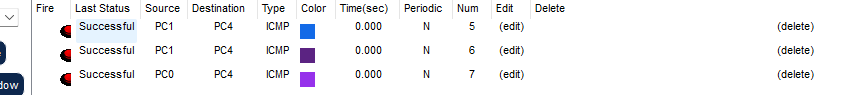 Fire Last Status Source Destination Type Color Time(sec) Periodic Num Edit Delete
Successful PC1 PC4 ICMP 0.000 N 5 (edit) (delete)
Successful PC1 PC4 ICMP 0.000 N 6 (edit) (delete)
Successful PC0 PC4 ICMP 0.000 N 7 (edit) (delete)